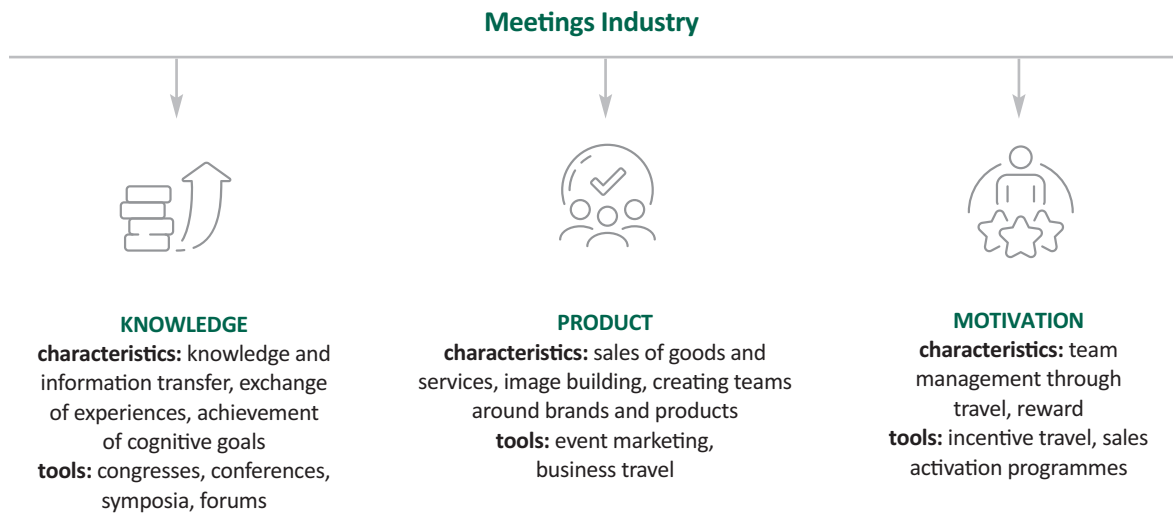 Meetings Industry
KNOWLEDGE
characteristics: knowledge and
information transfer, exchange
of experiences, achievement
of cognitive goals
tools: congresses, conferences,
symposia, forums
PRODUCT
characteristics: sales of goods and
services, image building, creating teams
around brands and products
tools: event marketing,
business travel
MOTIVATION
characteristics: team
management through
travel, reward
tools: incentive travel, sales
activation programmes